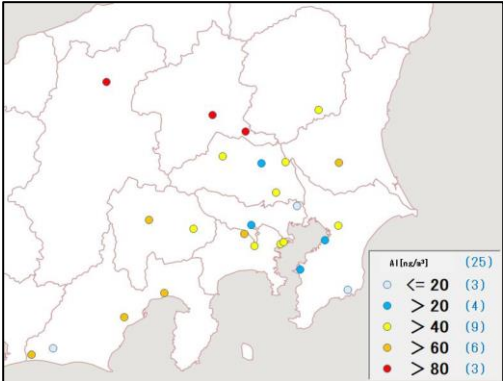 Al[ng/m³] (25)
<= 20 (3)
> 20 (4)
> 40 (9)
> 60 (6)
> 80 (3)